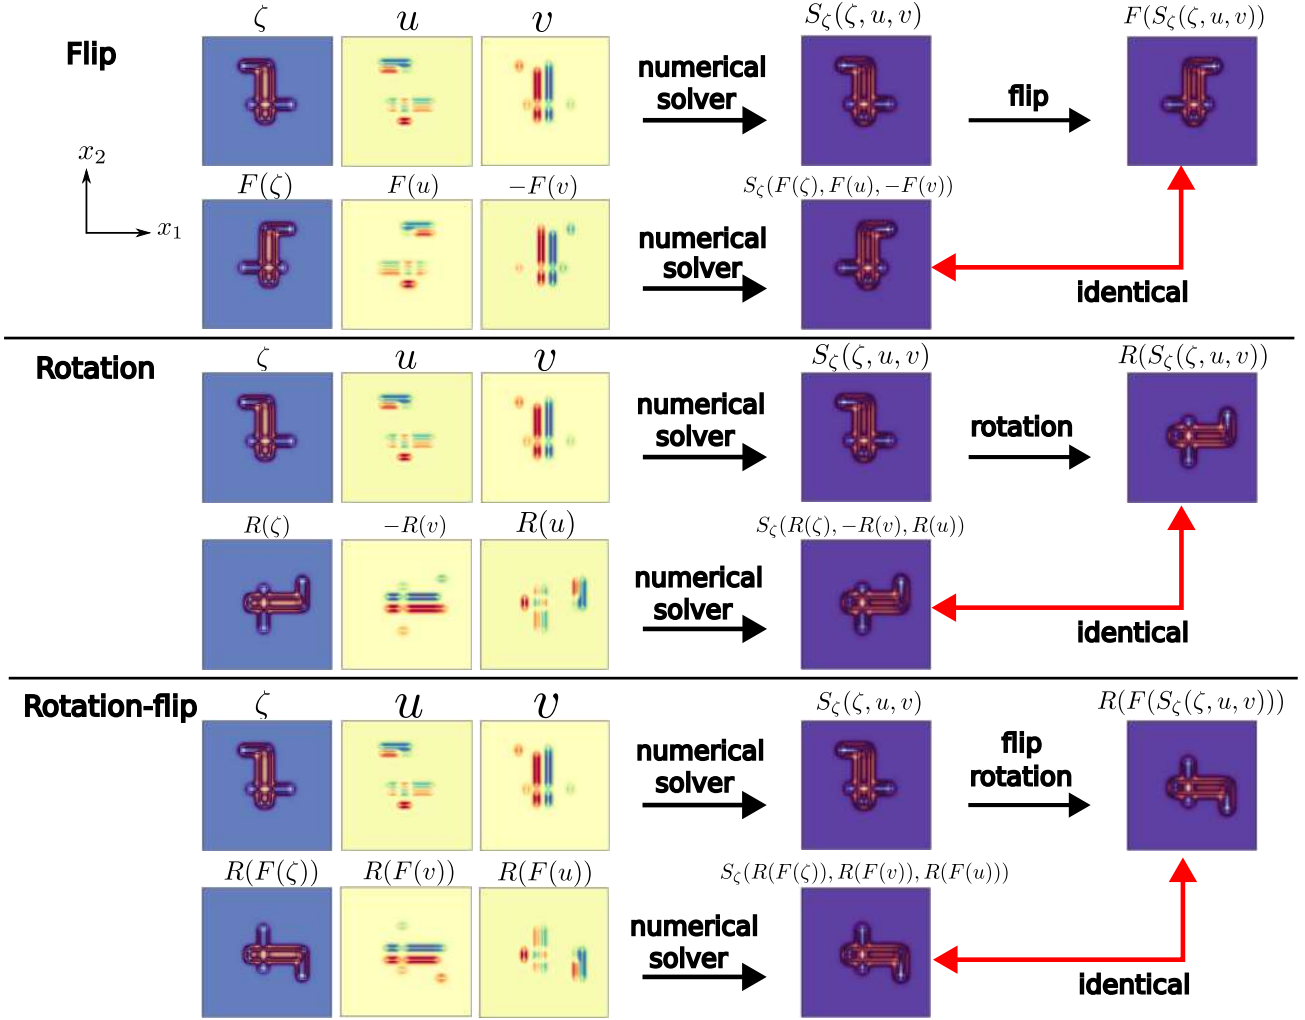 ζ u v S_ζ(ζ, u, v) F(S_ζ(ζ, u, v))
Flip
numerical
solver
flip
x_2
x_1
F(ζ) F(u) −F(v) S_ζ(F(ζ), F(u), −F(v))
numerical
solver
identical
Rotation
ζ u v S_ζ(ζ, u, v) R(S_ζ(ζ, u, v))
numerical
solver
rotation
R(ζ) −R(v) R(u) S_ζ(R(ζ), −R(v), R(u))
numerical
solver
identical
Rotation-flip
ζ u v S_ζ(ζ, u, v) R(F(S_ζ(ζ, u, v)))
numerical
solver
flip
rotation
R(F(ζ)) R(F(v)) R(F(u)) S_ζ(R(F(ζ)), R(F(v)), R(F(u)))
numerical
solver
identical